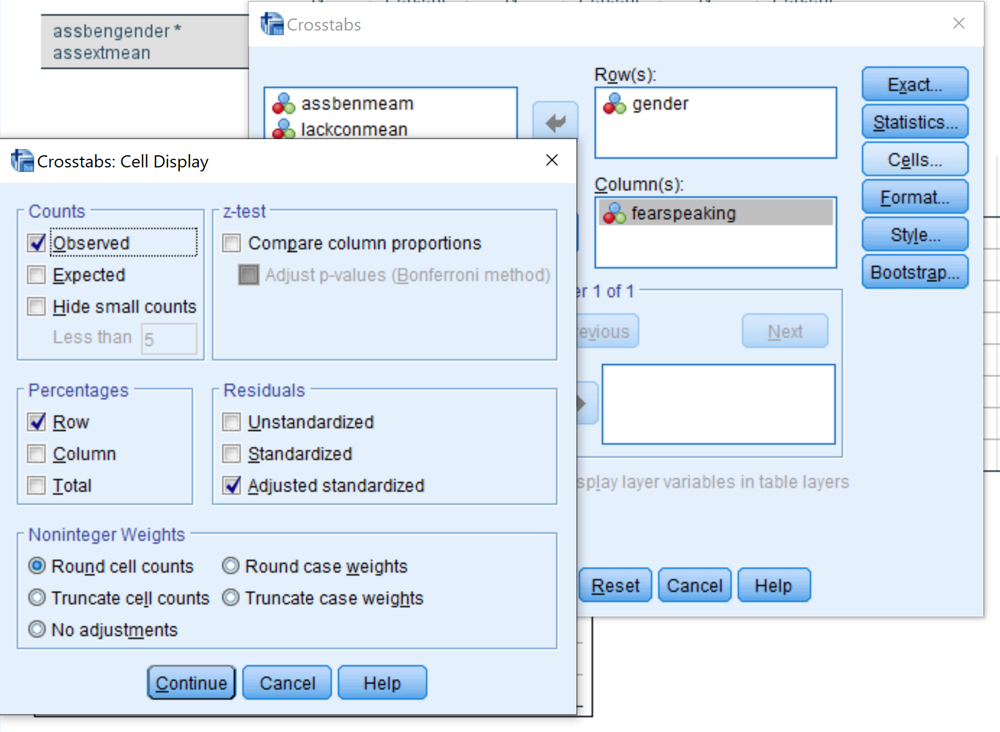 assbengender *
assextmean
Crosstabs
assbenmeam
lackconmean
Row(s):
gender
Column(s):
fearspeaking
Exact...
Statistics...
Cells...
Format...
Style...
Bootstrap...
er 1 of 1
evious
Next
splay layer variables in table layers
Reset
Cancel
Help
Crosstabs: Cell Display
Counts
Observed
Expected
Hide small counts
Less than 5
z-test
Compare column proportions
Adjust p-values (Bonferroni method)
Percentages
Row
Column
Total
Residuals
Unstandardized
Standardized
Adjusted standardized
Noninteger Weights
Round cell counts
Round case weights
Truncate cell counts
Truncate case weights
No adjustments
Continue
Cancel
Help